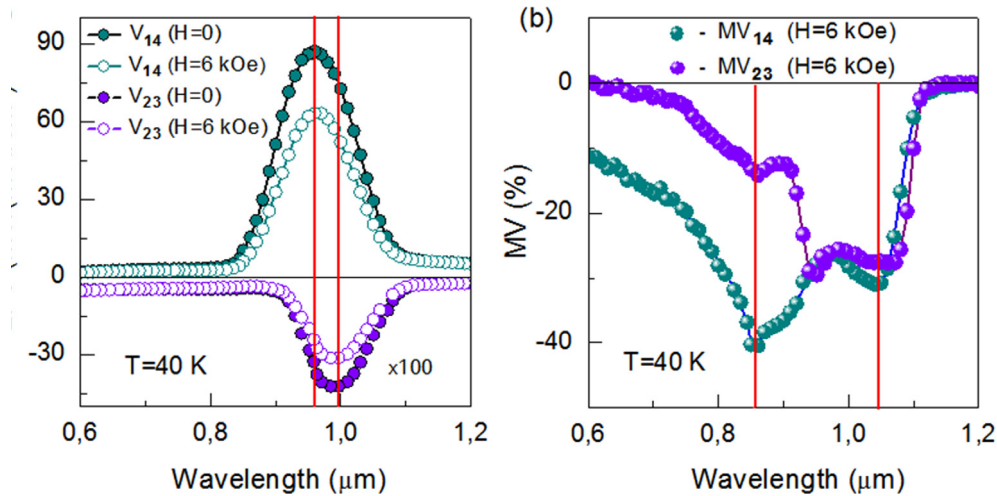 V14 (H=0)
V14 (H=6 kOe)
V23 (H=0)
V23 (H=6 kOe)
90
60
30
0
-30
T=40 K
x100
0,6
0,8
1,0
1,2
Wavelength (μm)
(b)
- MV14 (H=6 kOe)
- MV23 (H=6 kOe)
MV (%)
0
-20
-40
T=40 K
0,6
0,8
1,0
1,2
Wavelength (μm)